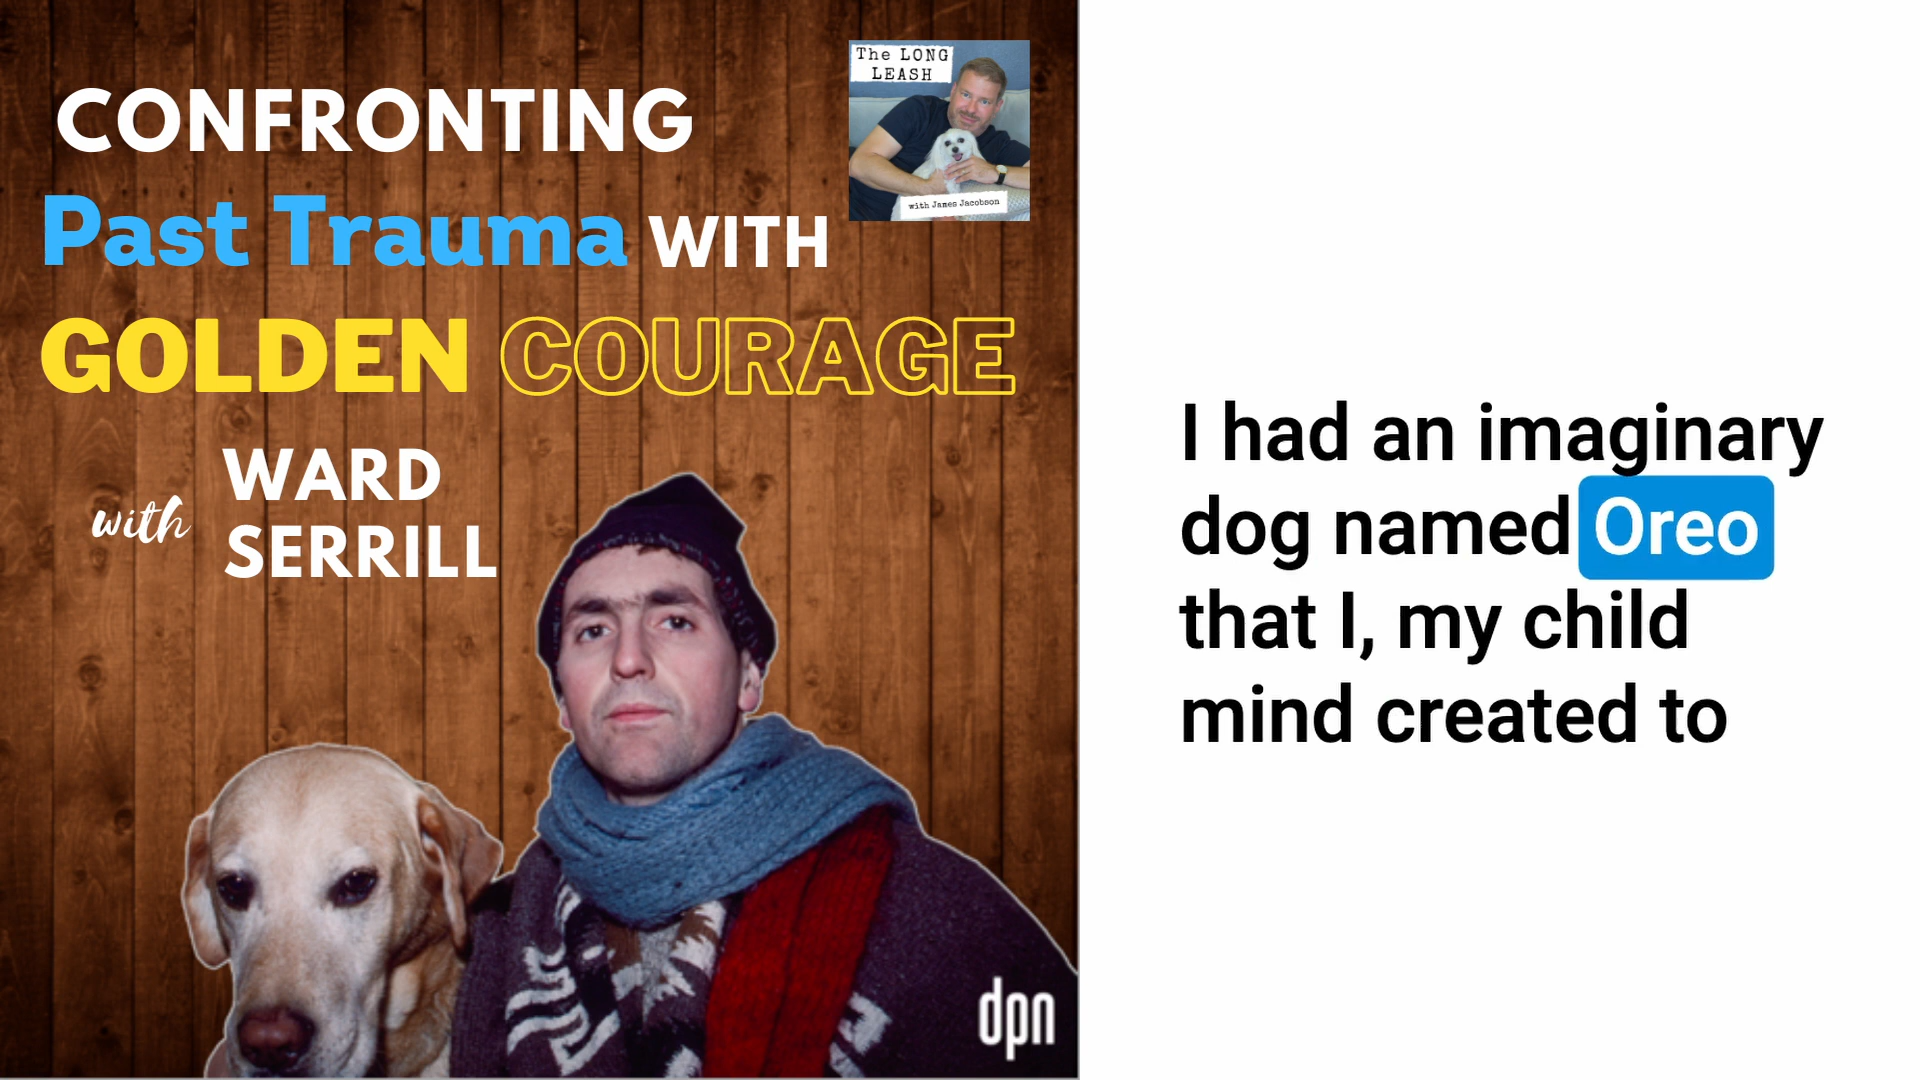 The LONG
LEASH
with James Jacobson
CONFRONTING
Past Trauma WITH
GOLDEN COURAGE
with
WARD
SERRILL
dpn
I had an imaginary
dog named Oreo
that I, my child
mind created to